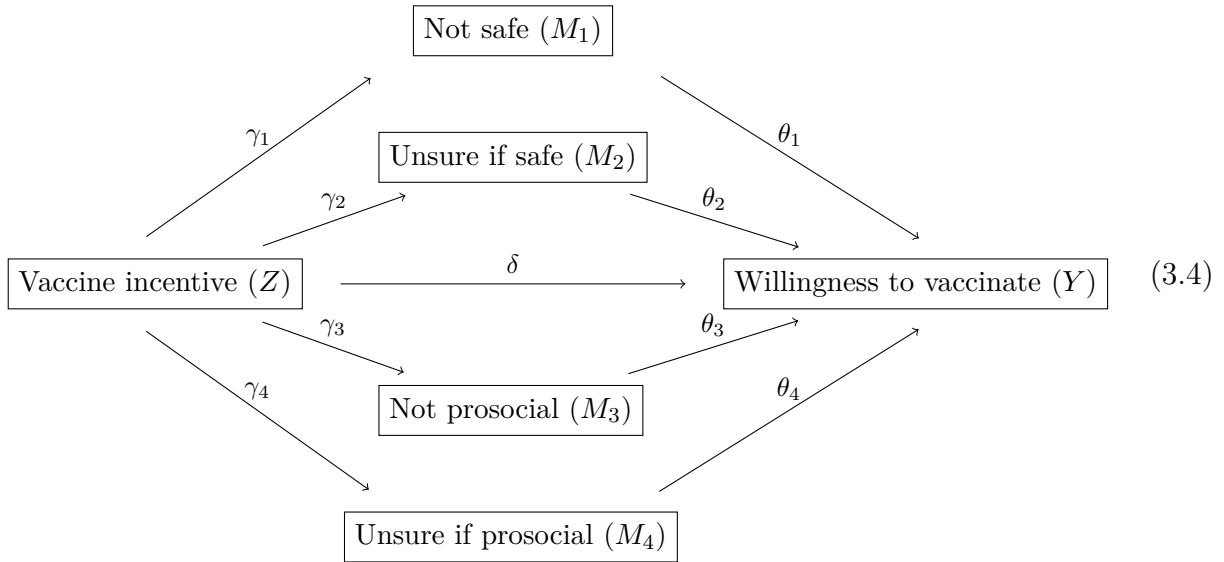 Not safe (M₁)
γ₁
θ₁
Unsure if safe (M₂)
γ₂
θ₂
Vaccine incentive (Z)
δ
Willingness to vaccinate (Y)
(3.4)
γ₃
θ₃
Not prosocial (M₃)
γ₄
θ₄
Unsure if prosocial (M₄)